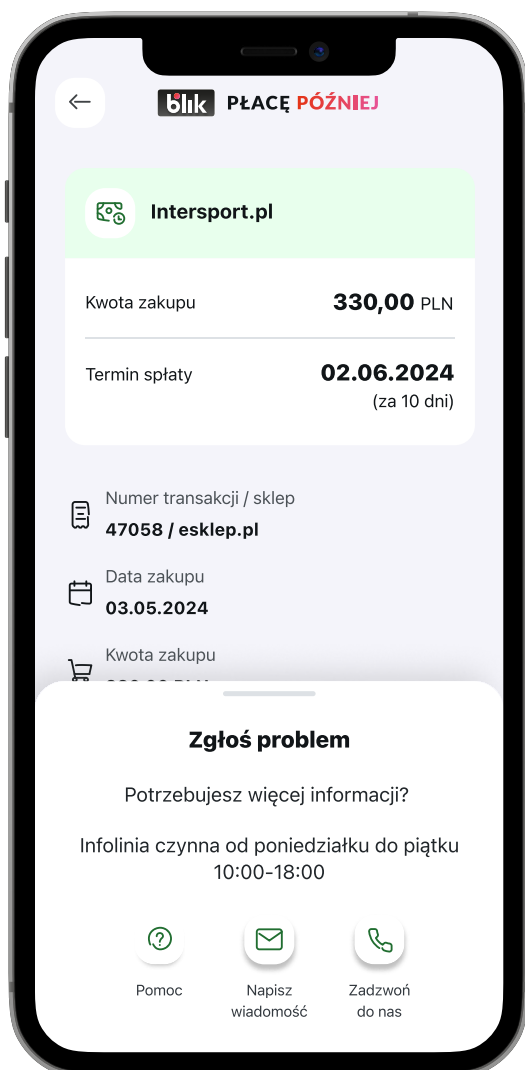 blik PŁACĘ PÓŹNIEJ
Intersport.pl
Kwota zakupu 330,00 PLN
Termin spłaty 02.06.2024
(za 10 dni)
Numer transakcji / sklep
47058 / esklep.pl
Data zakupu
03.05.2024
Kwota zakupu
Zgłoś problem
Potrzebujesz więcej informacji?
Infolinia czynna od poniedziałku do piątku
10:00-18:00
Pomoc
Napisz
wiadomość
Zadzwoń
do nas